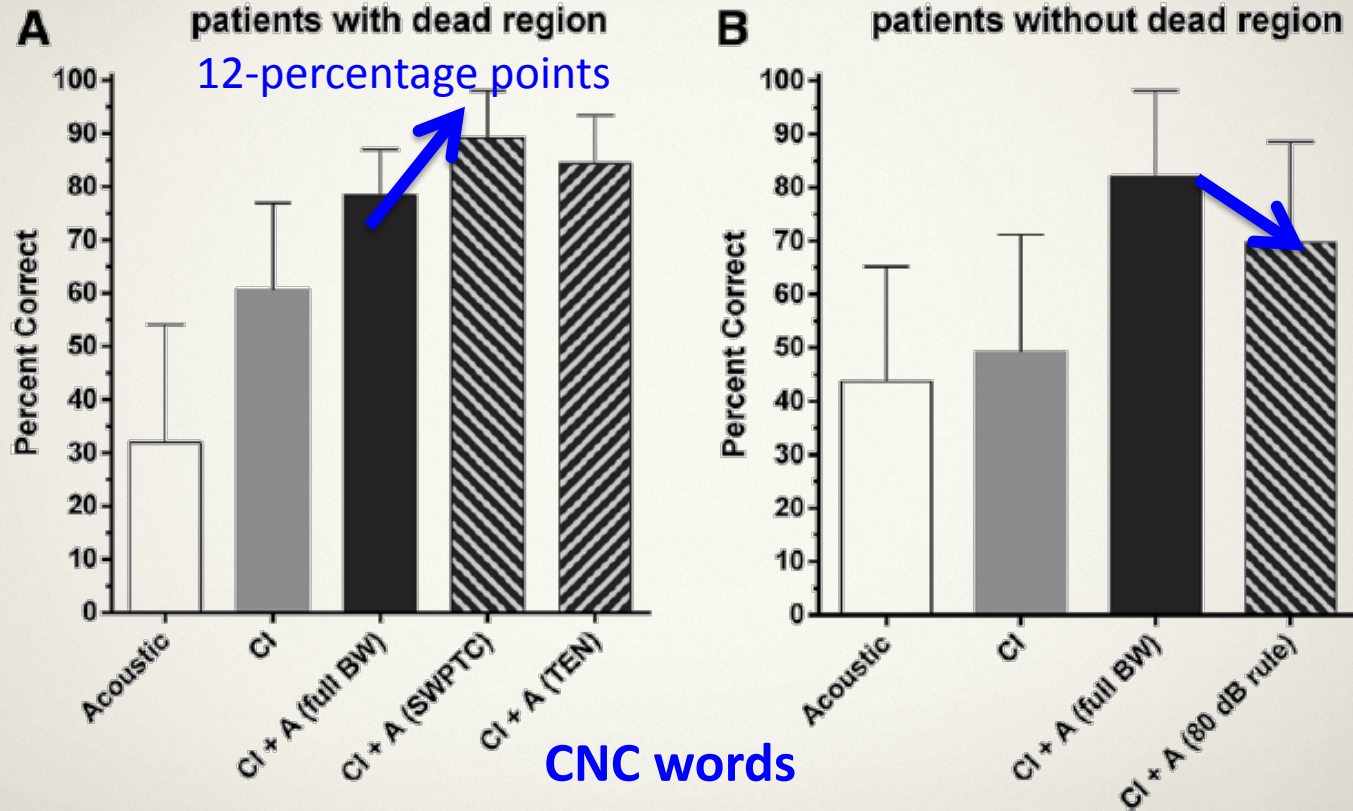 A patients with dead region
12-percentage points
100
90
80
70
60
50
40
30
20
10
0
Percent Correct
Acoustic
CI
CI + A (full BW)
CI + A (SWPTC)
CI + A (TEN)
B patients without dead region
100
90
80
70
60
50
40
30
20
10
0
Percent Correct
Acoustic
CI
CI + A (full BW)
CI + A (80 dB rule)
CNC words